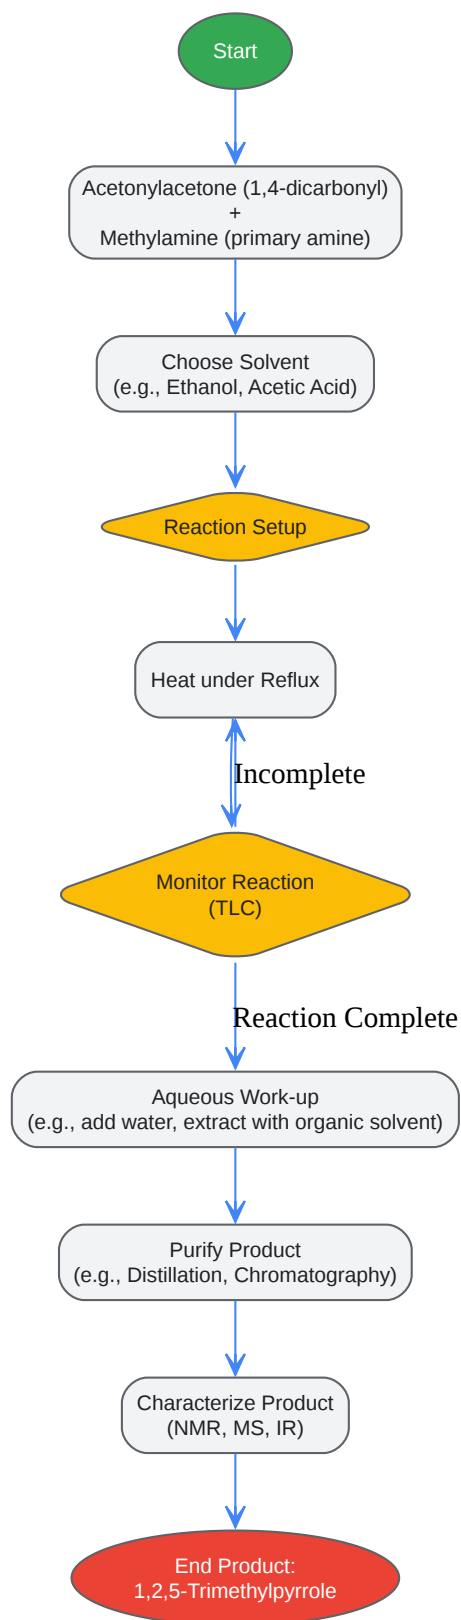 Start
Acetonylacetone (1,4-dicarbonyl)
+
Methylamine (primary amine)
Choose Solvent
(e.g., Ethanol, Acetic Acid)
Reaction Setup
Heat under Reflux
Incomplete
Monitor Reaction
(TLC)
Reaction Complete
Aqueous Work-up
(e.g., add water, extract with organic solvent)
Purify Product
(e.g., Distillation, Chromatography)
Characterize Product
(NMR, MS, IR)
End Product:
1,2,5-Trimethylpyrrole